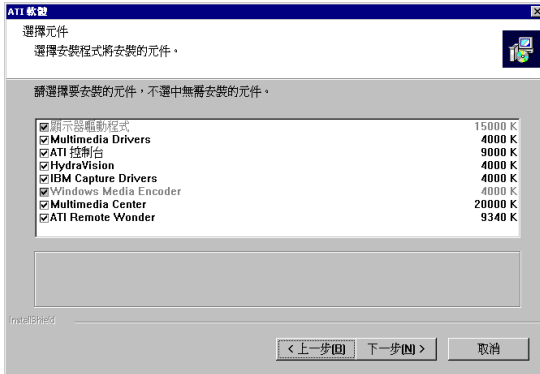 ATI 軟體
選擇元件
選擇安裝程式將安裝的元件。
請選擇要安裝的元件，不選中無需安裝的元件。
顯示器驅動程式 15000 K
Multimedia Drivers 4000 K
ATI 控制台 9000 K
HydraVision 4000 K
IBM Capture Drivers 4000 K
Windows Media Encoder 4000 K
Multimedia Center 20000 K
ATI Remote Wonder 9340 K
InstallShield
< 上一步(B) 下一步(N) > 取消